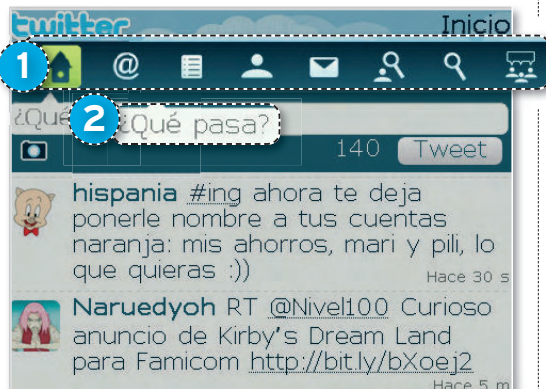 twitter Inicio
1 @
¿Qué 2 ¿Qué pasa?
140 Tweet
hispania #ing ahora te deja
ponerle nombre a tus cuentas
naranja: mis ahorros, mari y pili, lo
que quieras :))
Hace 30 s
Naruedyoh RT @Nivel100 Curioso
anuncio de Kirby's Dream Land
para Famicom http://bit.ly/bXoej2
Hace 5 m